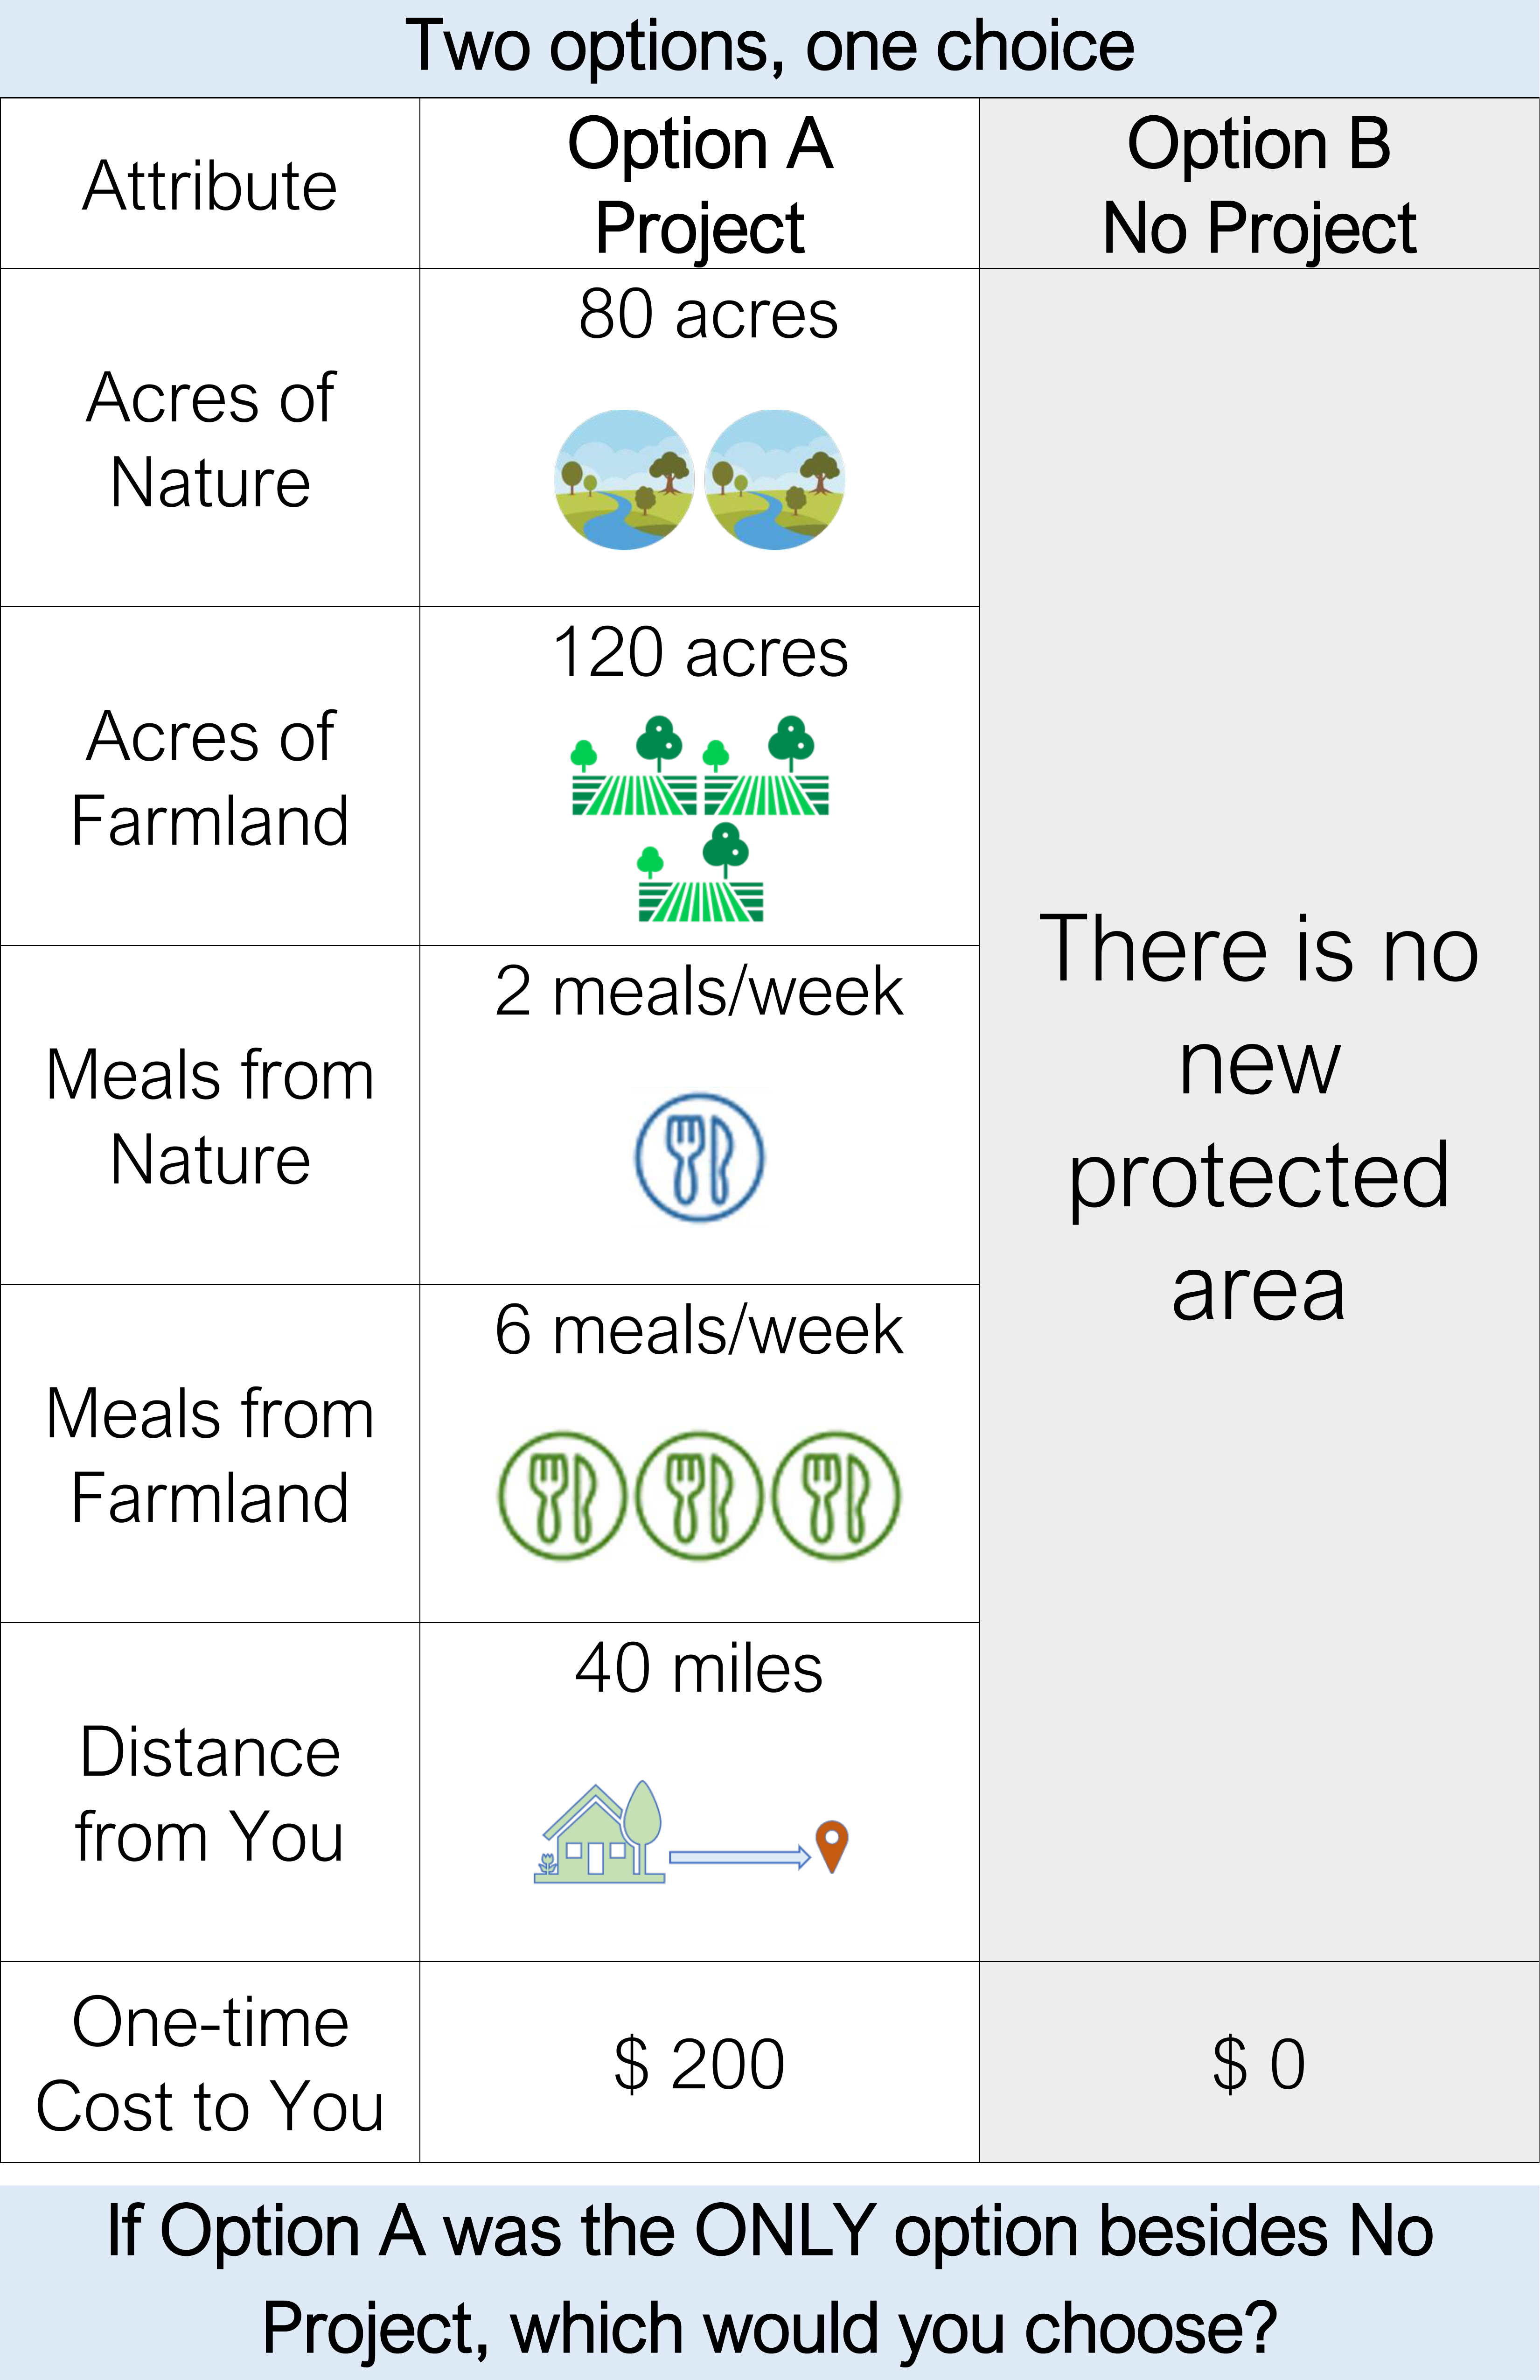 Two options, one choice
Attribute
Option A
Project
Option B
No Project
Acres of
Nature
80 acres
Acres of
Farmland
120 acres
Meals from
Nature
2 meals/week
Meals from
Farmland
6 meals/week
Distance
from You
40 miles
There is no
new
protected
area
One-time
Cost to You
$ 200
$ 0
If Option A was the ONLY option besides No
Project, which would you choose?